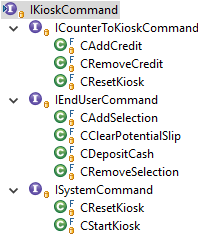 IKioskCommand
ICounterToKioskCommand
CAddCredit
CRemoveCredit
CResetKiosk
IEndUserCommand
CAddSelection
CClearPotentialSlip
CDepositCash
CRemoveSelection
ISystemCommand
CResetKiosk
CStartKiosk